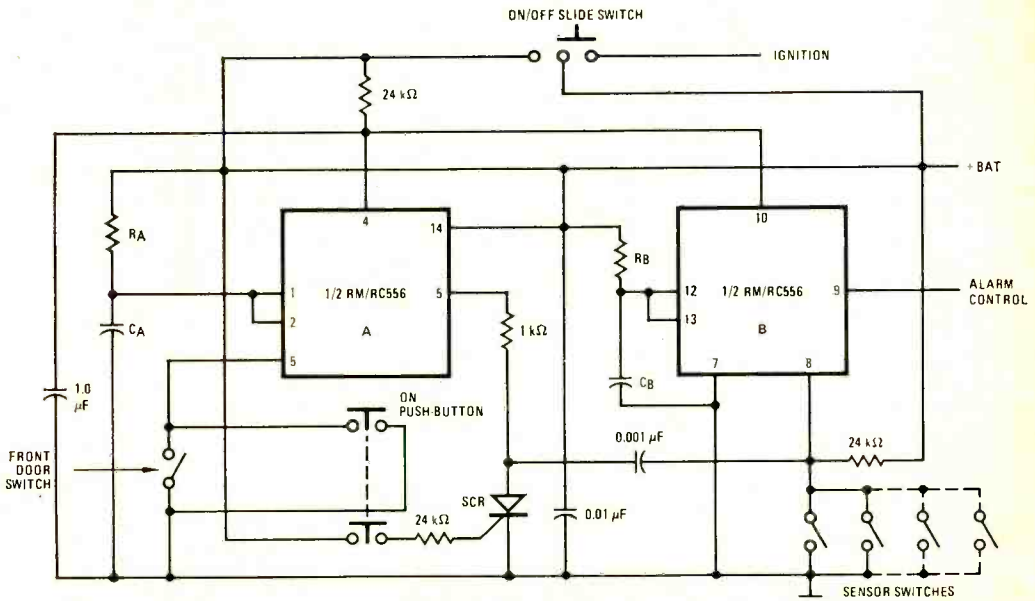 ON/OFF SLIDE SWITCH
IGNITION
24 kΩ
+BAT
4
10
RA
14
RB
1
1/2 RM/RC556
5
12
1/2 RM/RC556
9
ALARM
CONTROL
2
A
13
B
CA
1 kΩ
5
7
8
CB
1.0
μF
ON
PUSH-BUTTON
0.001 μF
24 kΩ
FRONT
DOOR
SWITCH
SCR
24 kΩ
0.01 μF
SENSOR SWITCHES